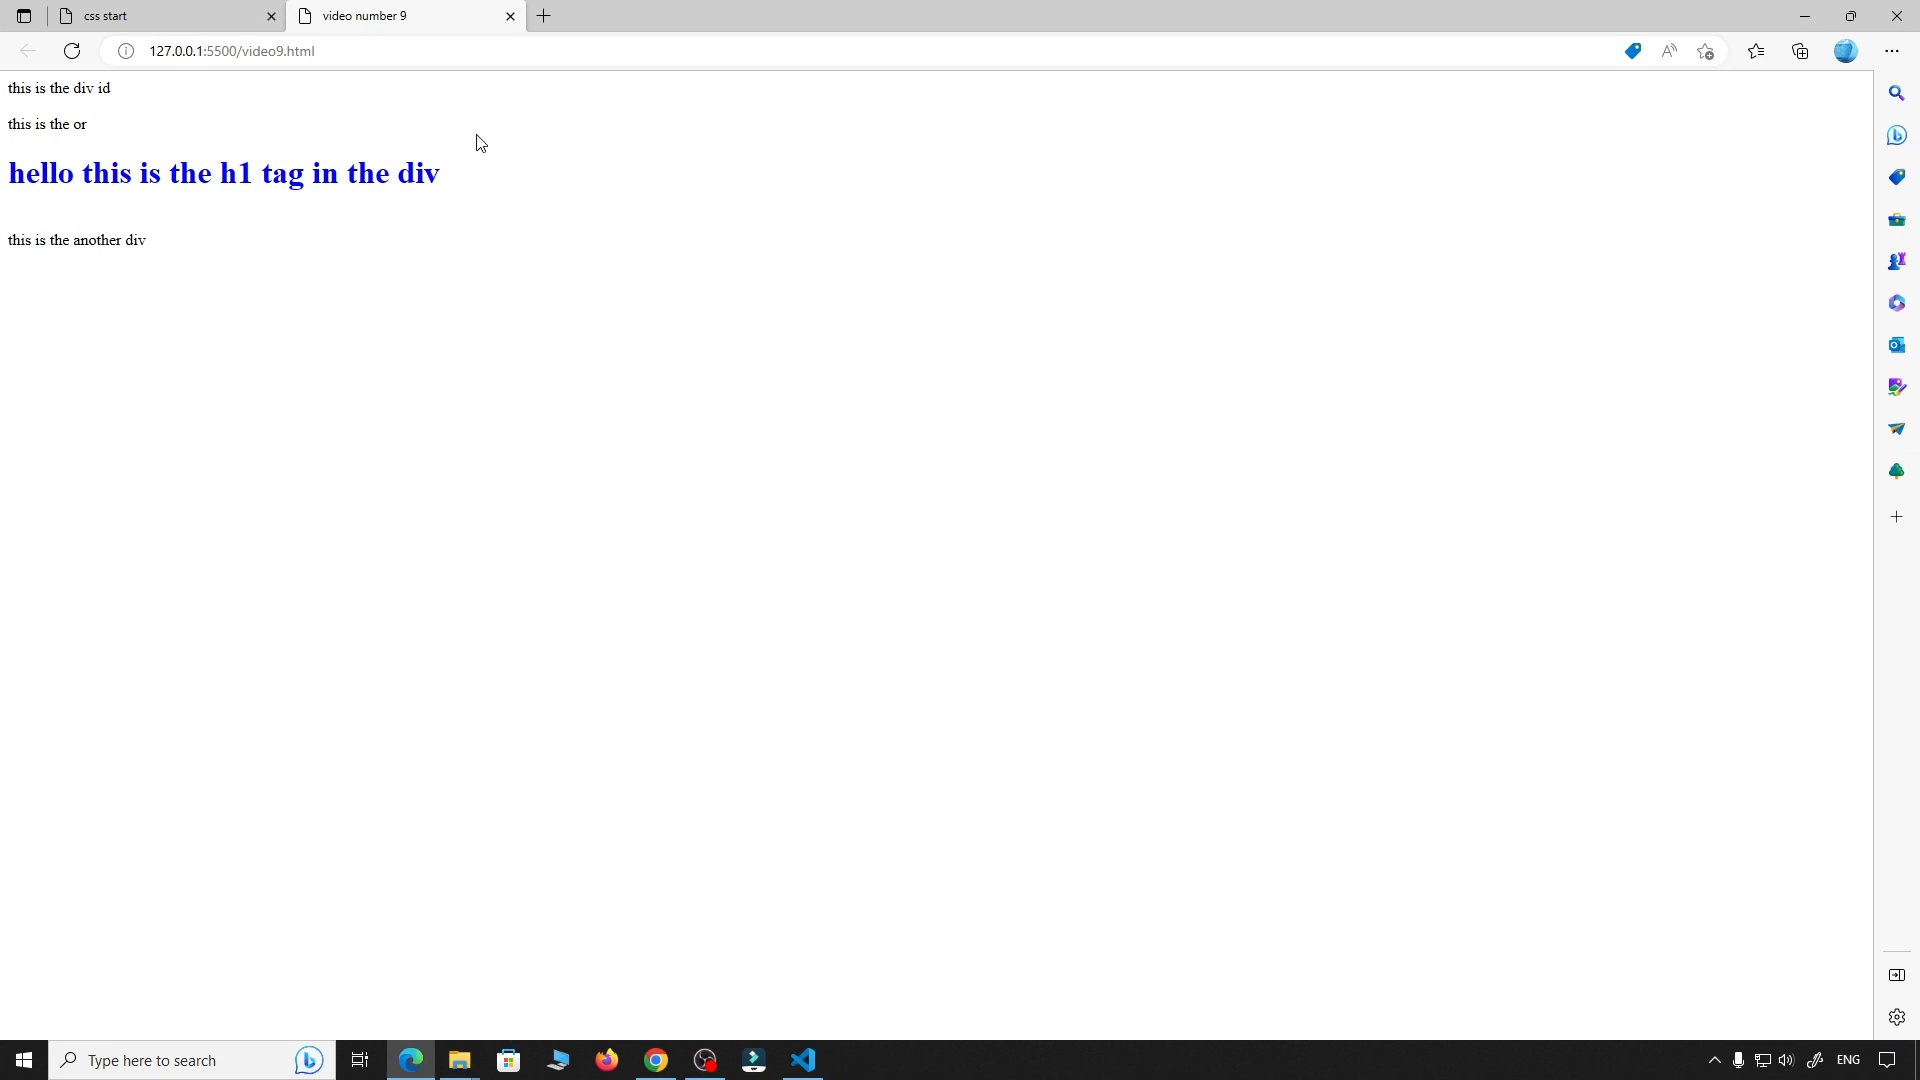 css start
video number 9
127.0.0.1:5500/video9.html
this is the div id
this is the or
hello this is the h1 tag in the div
this is the another div
Type here to search
ENG